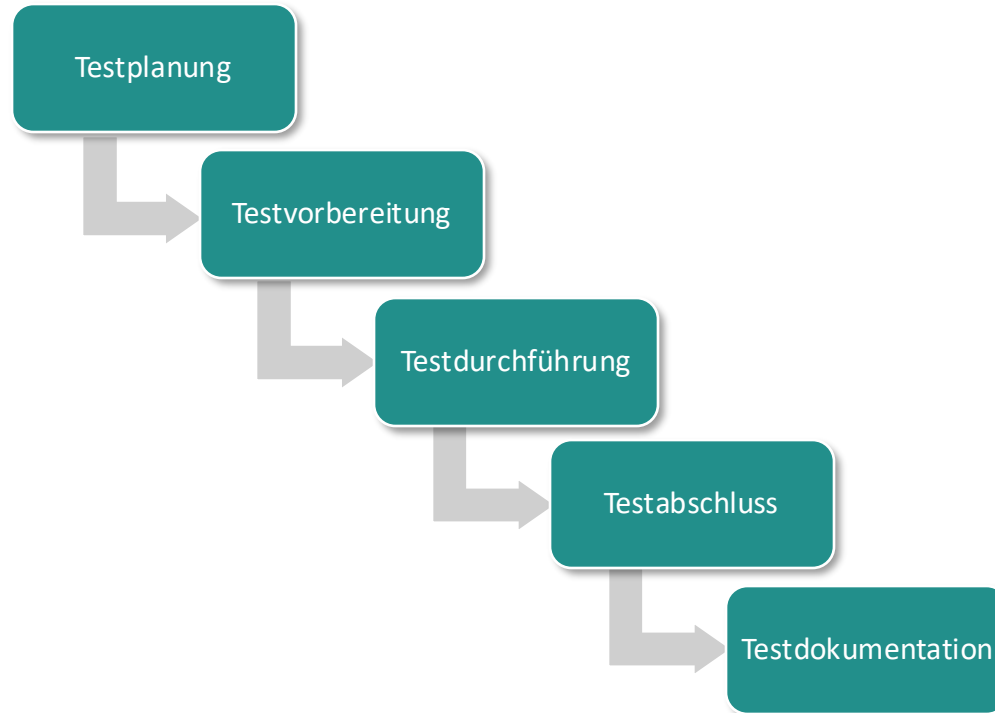 Testplanung
Testvorbereitung
Testdurchführung
Testabschluss
Testdokumentation